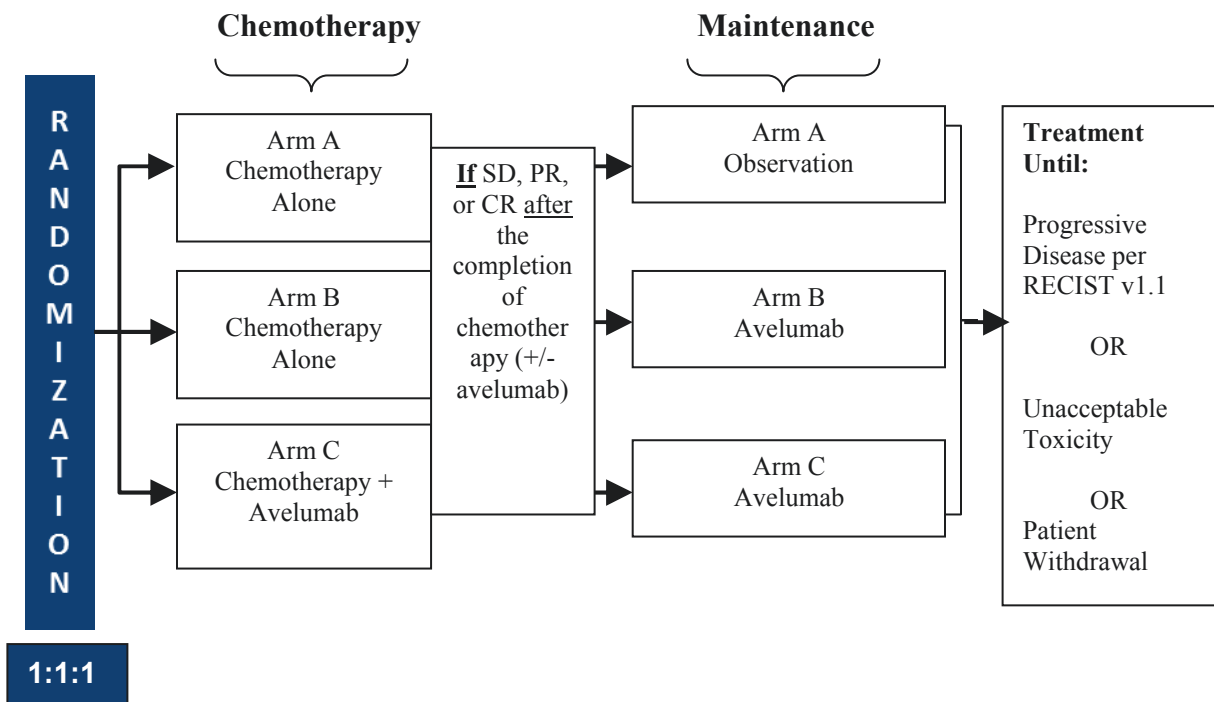 Chemotherapy
Maintenance
RANDOMIZATION
1:1:1
Arm A
Chemotherapy
Alone
Arm B
Chemotherapy
Alone
Arm C
Chemotherapy +
Avelumab
If SD, PR,
or CR after
the
completion
of
chemother
apy (+/-
avelumab)
Arm A
Observation
Arm B
Avelumab
Arm C
Avelumab
Treatment
Until:
Progressive
Disease per
RECIST v1.1
OR
Unacceptable
Toxicity
OR
Patient
Withdrawal